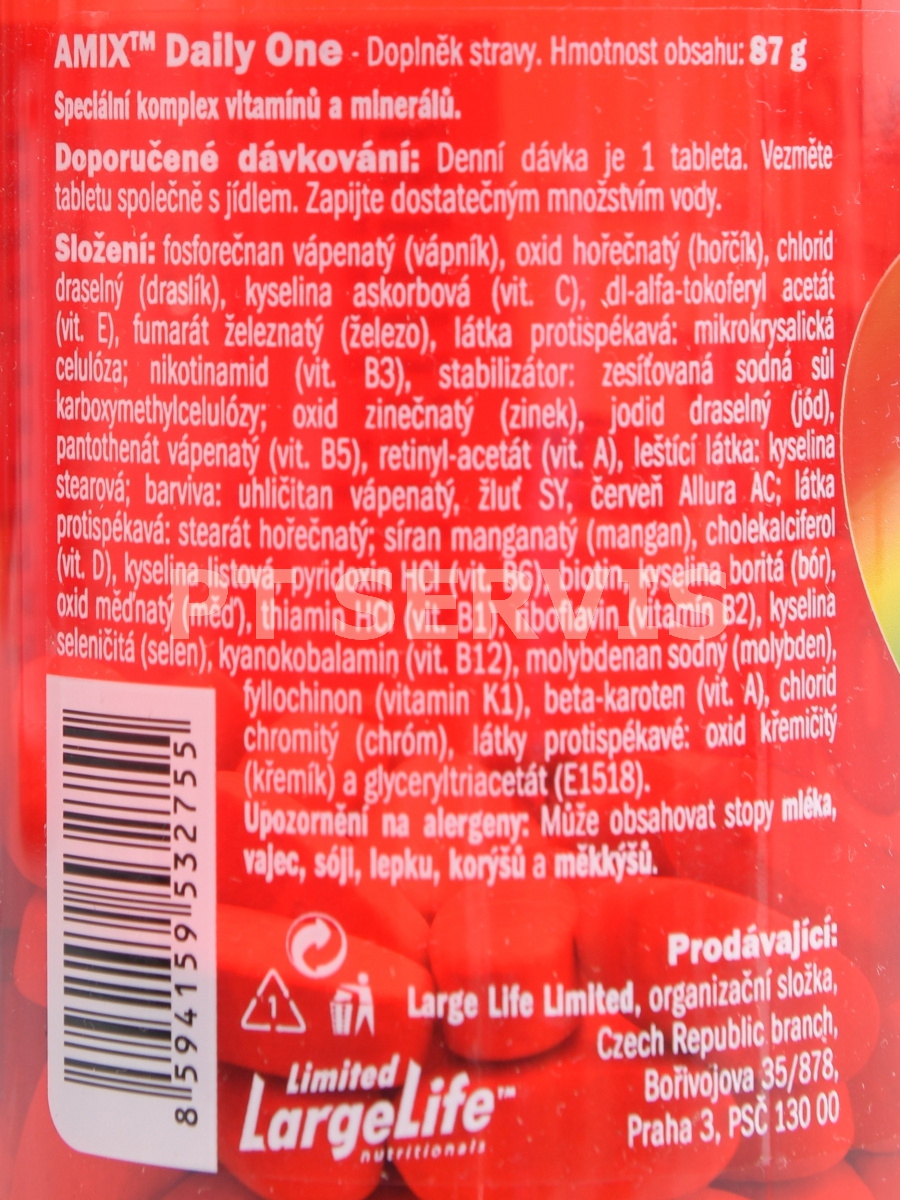 AMIX™ Daily One - Doplněk stravy. Hmotnost obsahu: 87 g
Speciální komplex vitamínů a minerálů.
Doporučené dávkování: Denní dávka je 1 tableta. Vezměte
tabletu společně s jídlem. Zapijte dostatečným množstvím vody.
Složení: fosforečnan vápenatý (vápník), oxid hořečnatý (hořčík), chlorid
draselný (draslík), kyselina askorbová (vit. C), dl-alfa-tokoferyl acetát
(vit. E), fumarát železnatý (železo), látka protispékavá: mikrokrysalická
celulóza; nikotinamid (vit. B3), stabilizátor: zesíťovaná sodná sůl
karboxymethylcelulózy; oxid zinečnatý (zinek), jodid draselný (jód),
pantothenát vápenatý (vit. B5), retinyl-acetát (vit. A), leštící látka: kyselina
stearová; barviva: uhličitan vápenatý, žluť SY, červeň Allura AC; látka
protispékavá: stearát hořečnatý; síran manganatý (mangan), cholekalciferol
(vit. D), kyselina listová, pyridoxin HCl (vit. B6), biotin, kyselina boritá (bór),
oxid měďnatý (měď), thiamin HCl (vit. B1), riboflavin (vitamin B2), kyselina
seleničitá (selen), kyanokobalamin (vit. B12), molybdenan sodný (molybden),
fyllochinon (vitamin K1), beta-karoten (vit. A), chlorid
chromitý (chróm), látky protispékavé: oxid křemičitý
(křemík) a glyceryltriacetát (E1518).
Upozornění na alergeny: Může obsahovat stopy mléka,
vajec, sóji, lepku, korýšů a měkkýšů.
PT SERVIS
8 594159 532755
1
Prodávající:
Large Life Limited, organizační složka,
Czech Republic branch,
Bořivojova 35/878,
Praha 3, PSČ 130 00
Limited
LargeLife™
nutritionals